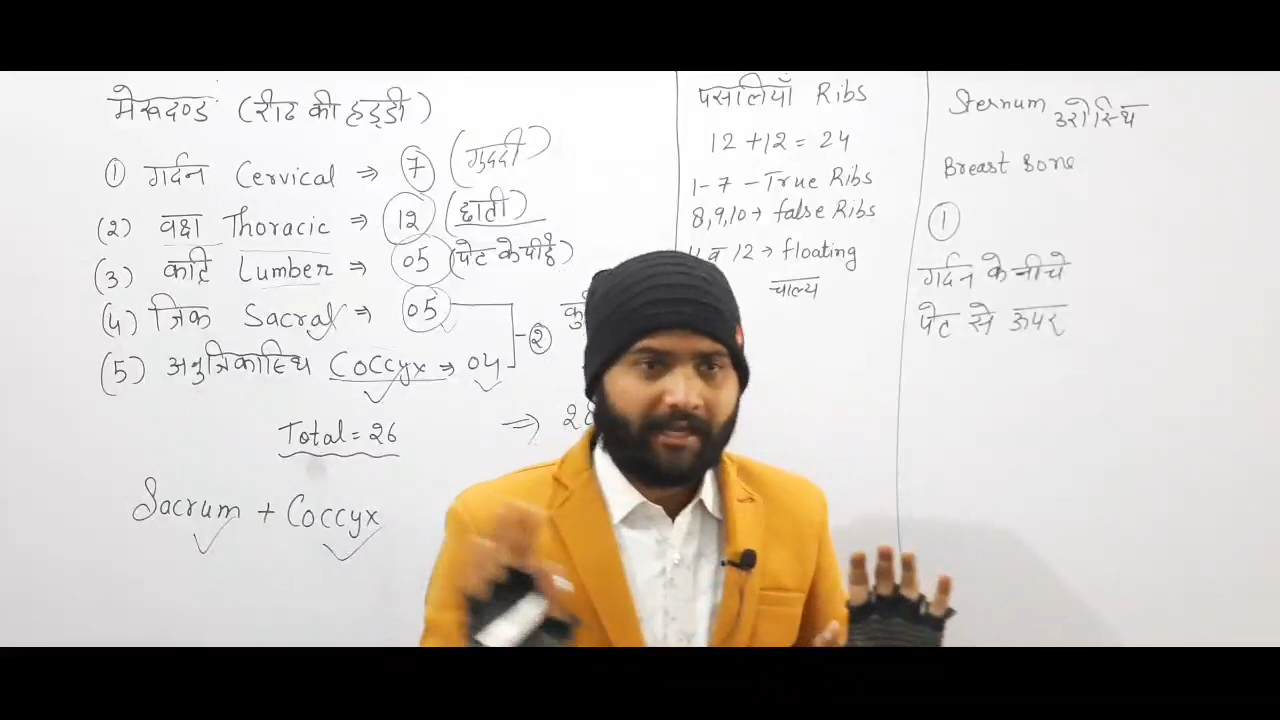 मेरूदण्ड (रीढ की हड्डी)
① गर्दन Cervical ⇒ 7 (गुददी)
(2) वक्षा Thoracic ⇒ 12 (छाती)
(3) कटि Lumber ⇒ 05 (पेट के पीछे)
(4) त्रिक Sacral ⇒ 05
② 
(5) अनुत्रिकास्थि Coccyx ⇒ 04
Total = 26 ⇒
Sacrum + Coccyx
पसलियाँ Ribs
12 + 12 = 24
1-7 - True Ribs
8,9,10 → false Ribs
व 12 → floating
चाल्य
Sternum उरोस्थि
Breast Bone
①
गर्दन के नीचे
पेट से ऊपर